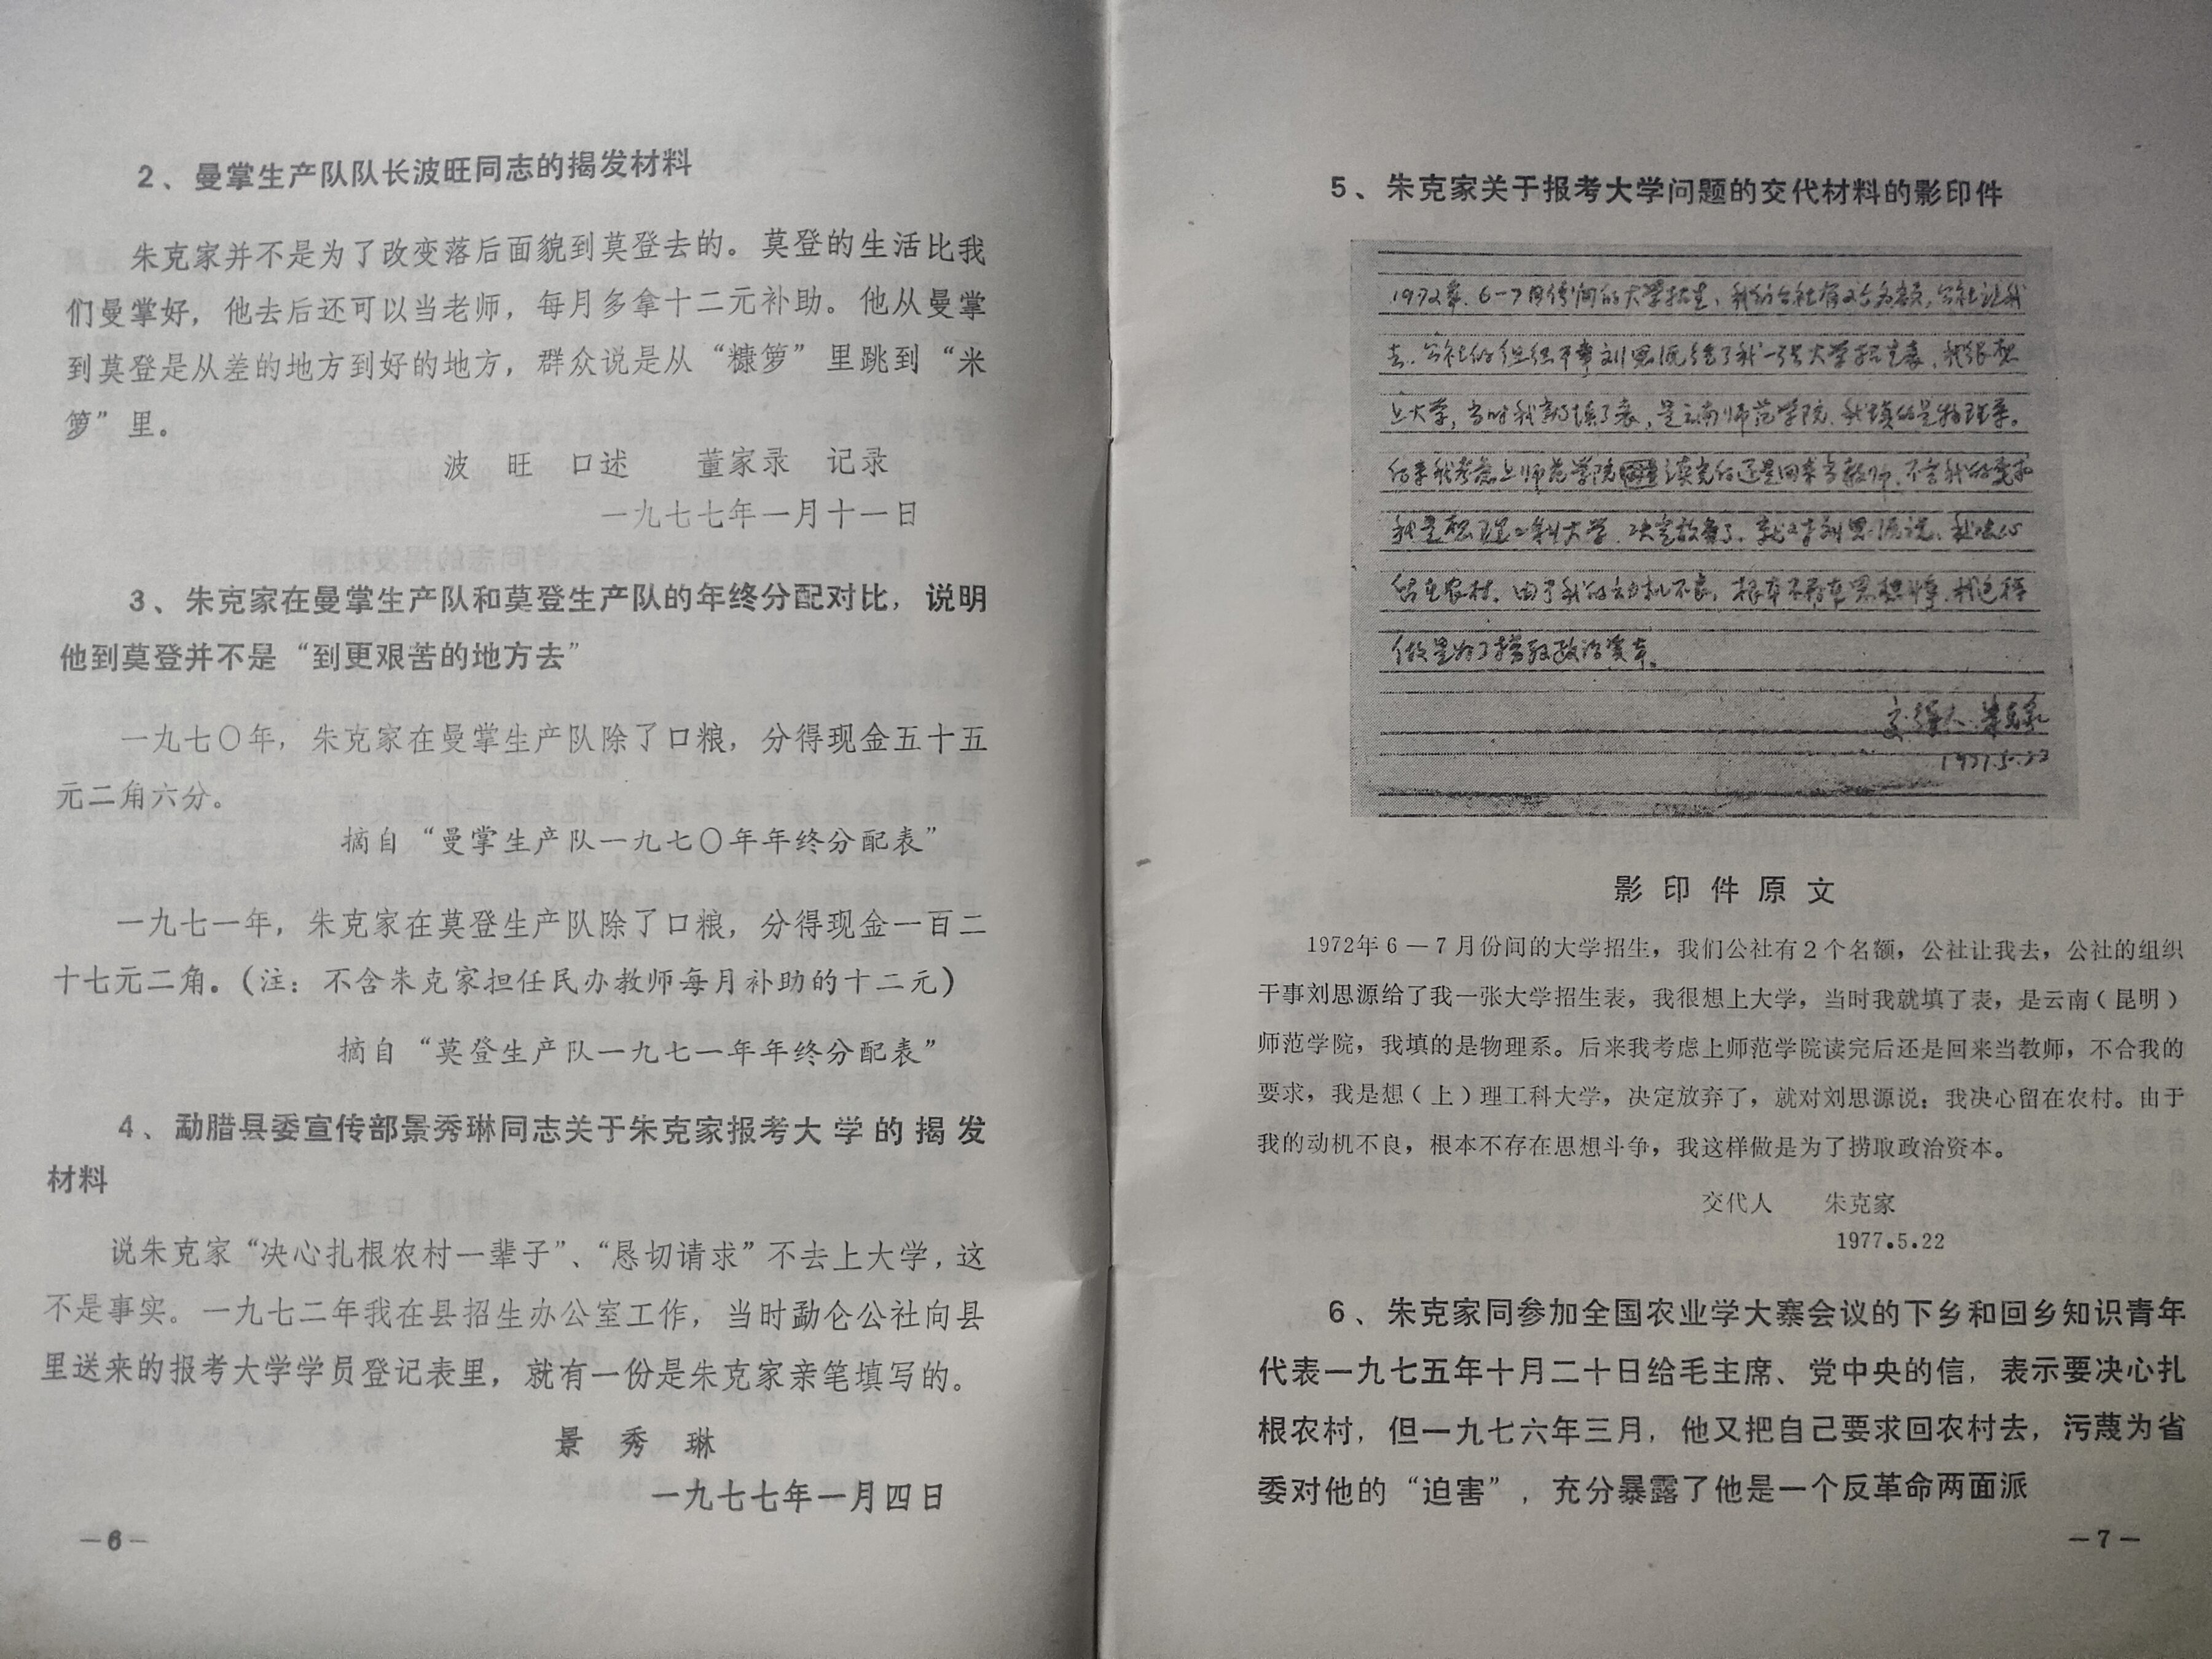 2、曼掌生产队队长波旺同志的揭发材料
朱克家并不是为了改变落后面貌到莫登去的。莫登的生活比我
们曼掌好，他去后还可以当老师，每月多拿十二元补助。他从曼掌
到莫登是从差的地方到好的地方，群众说是从“糠箩”里跳到“米
箩”里。
波 旺 口述 董家录 记录
一九七七年一月十一日
3、朱克家在曼掌生产队和莫登生产队的年终分配对比，说明
他到莫登并不是“到更艰苦的地方去”
一九七〇年，朱克家在曼掌生产队除了口粮，分得现金五十五
元二角六分。
摘自“曼掌生产队一九七〇年年终分配表”
一九七一年，朱克家在莫登生产队除了口粮，分得现金一百二
十七元二角。（注：不含朱克家担任民办教师每月补助的十二元）
摘自“莫登生产队一九七一年年终分配表”
4、勐腊县委宣传部景秀琳同志关于朱克家报考大学的揭发
材料
说朱克家“决心扎根农村一辈子”、“恳切请求”不去上大学，这
不是事实。一九七二年我在县招生办公室工作，当时勐仑公社向县
里送来的报考大学学员登记表里，就有一份是朱克家亲笔填写的。
景 秀 琳
一九七七年一月四日
—6—
5、朱克家关于报考大学问题的交代材料的影印件
1972年.6-7月份间的大学招生，我们公社有2个名额，公社让我
去.公社的组织干事刘思源给了我一张大学招生表，我很想
上大学，当时我就填了表，是云南师范学院，我填的是物理系。
后来我考虑上师范学院读完后还是回来当教师，不合我的要求
我是想理工科大学，决定放弃了，就对刘思源说，我决心
留在农村。由于我的动机不良，根本不存在思想斗争，我这样
做是为了捞取政治资本。
交代人.朱克家
1977.5.22
影印件原文
1972年6—7月份间的大学招生，我们公社有2个名额，公社让我去，公社的组织
干事刘思源给了我一张大学招生表，我很想上大学，当时我就填了表，是云南（昆明）
师范学院，我填的是物理系。后来我考虑上师范学院读完后还是回来当教师，不合我的
要求，我是想（上）理工科大学，决定放弃了，就对刘思源说：我决心留在农村。由于
我的动机不良，根本不存在思想斗争，我这样做是为了捞取政治资本。
交代人 朱克家
1977.5.22
6、朱克家同参加全国农业学大寨会议的下乡和回乡知识青年
代表一九七五年十月二十日给毛主席、党中央的信，表示要决心扎
根农村，但一九七六年三月，他又把自己要求回农村去，污蔑为省
委对他的“迫害”，充分暴露了他是一个反革命两面派
—7—